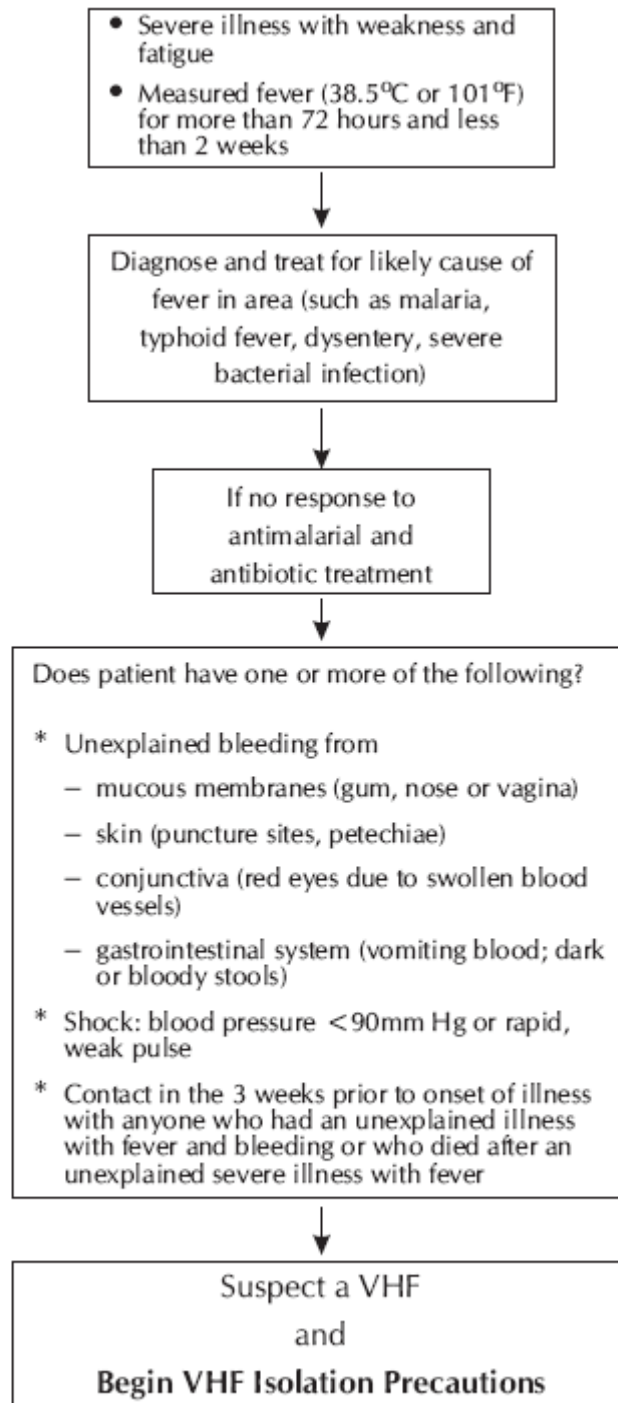 • Severe illness with weakness and
fatigue
• Measured fever (38.5ºC or 101ºF)
for more than 72 hours and less
than 2 weeks
Diagnose and treat for likely cause of
fever in area (such as malaria,
typhoid fever, dysentery, severe
bacterial infection)
If no response to
antimalarial and
antibiotic treatment
Does patient have one or more of the following?
* Unexplained bleeding from
– mucous membranes (gum, nose or vagina)
– skin (puncture sites, petechiae)
– conjunctiva (red eyes due to swollen blood
vessels)
– gastrointestinal system (vomiting blood; dark
or bloody stools)
* Shock: blood pressure <90mm Hg or rapid,
weak pulse
* Contact in the 3 weeks prior to onset of illness
with anyone who had an unexplained illness
with fever and bleeding or who died after an
unexplained severe illness with fever
Suspect a VHF
and
Begin VHF Isolation Precautions